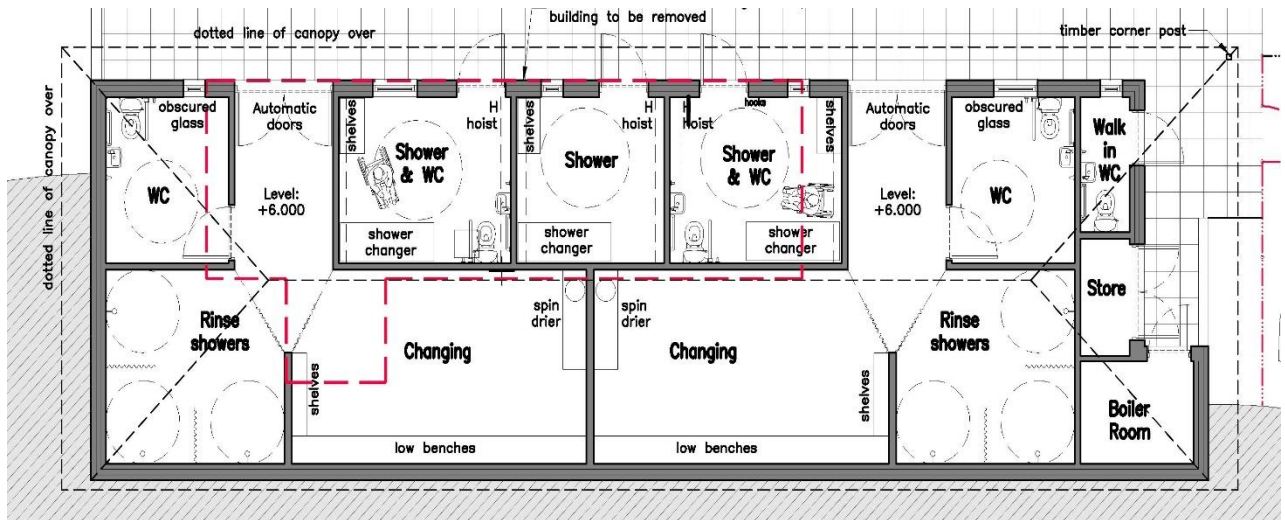 building to be removed
dotted line of canopy over
timber corner post
dotted line of canopy over
obscured
glass
WC
Automatic
doors
Level:
+6.000
shelves
Shower
& WC
H
hoist
shower
changer
shelves
Shower
H
hoist
shower
changer
H
hoist
hooks
shelves
Shower
& WC
shower
changer
Automatic
doors
Level:
+6.000
obscured
glass
WC
Walk
in
WC
Store
Boiler
Room
Rinse
showers
shelves
Changing
spin
drier
low benches
spin
drier
Changing
shelves
low benches
Rinse
showers